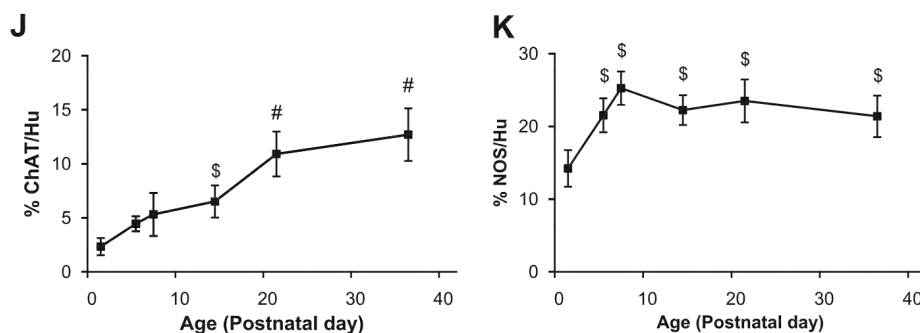 J
20
15
10
5
0
% ChAT/Hu
$
#
#
0 10 20 30 40
Age (Postnatal day)
K
30
20
10
0
% NOS/Hu
$ $ $ $ $
0 10 20 30 40
Age (Postnatal day)